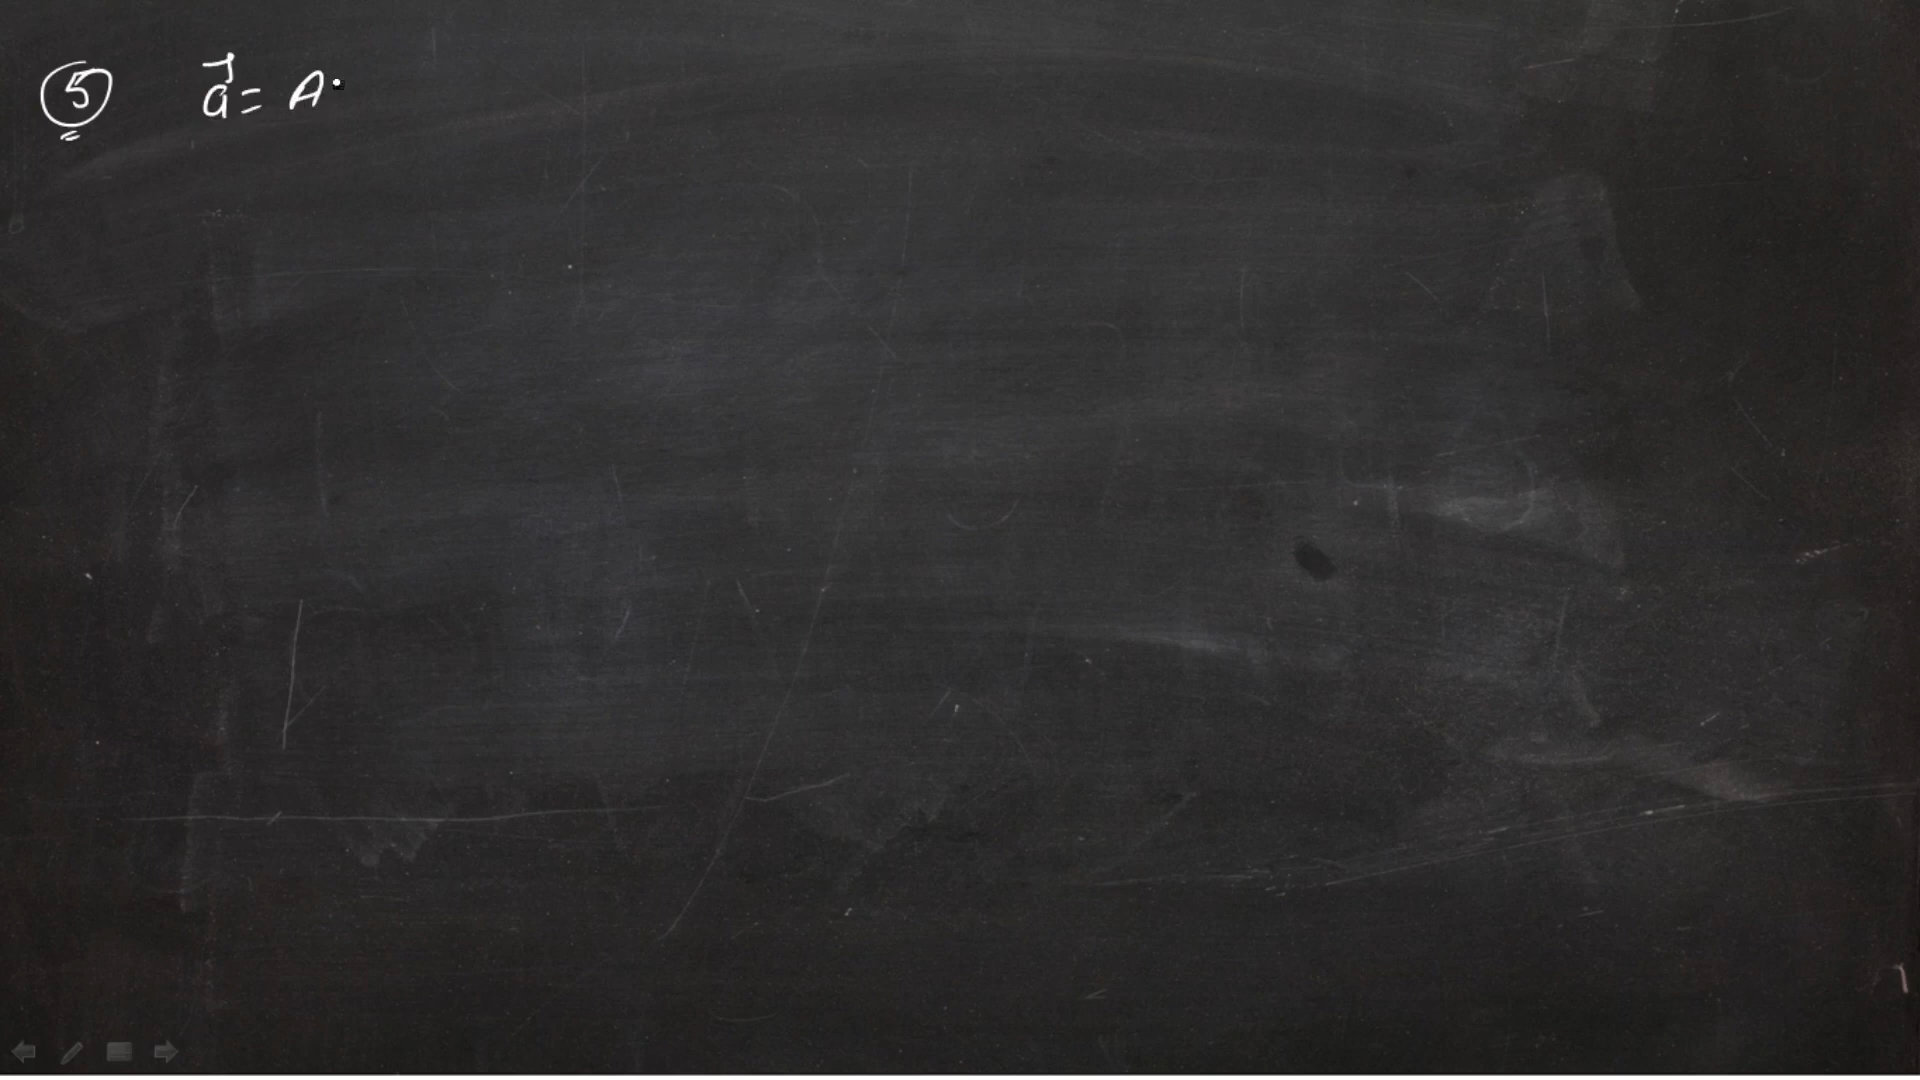 ⑤ a⃗ = A